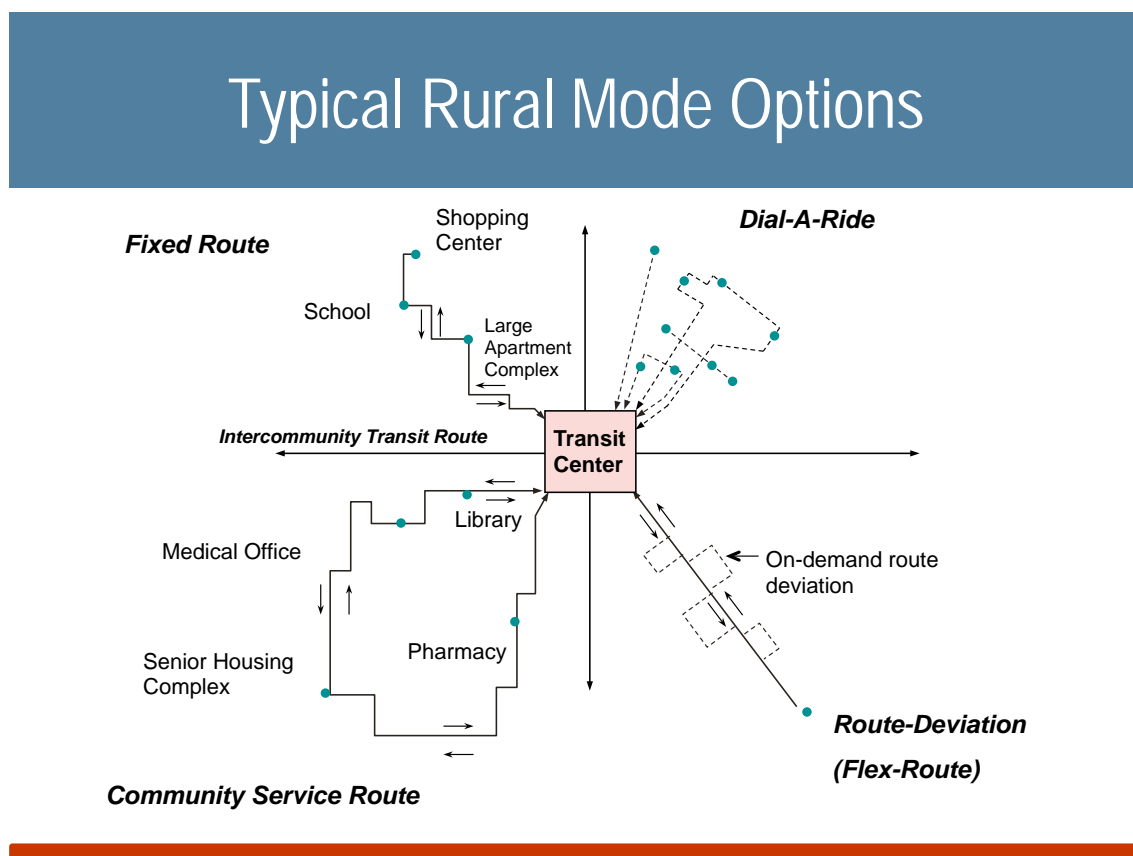 Typical Rural Mode Options
Fixed Route
Shopping
Center
Dial-A-Ride
School
Large
Apartment
Complex
Intercommunity Transit Route
Transit
Center
Library
Medical Office
On-demand route
deviation
Pharmacy
Senior Housing
Complex
Route-Deviation
(Flex-Route)
Community Service Route